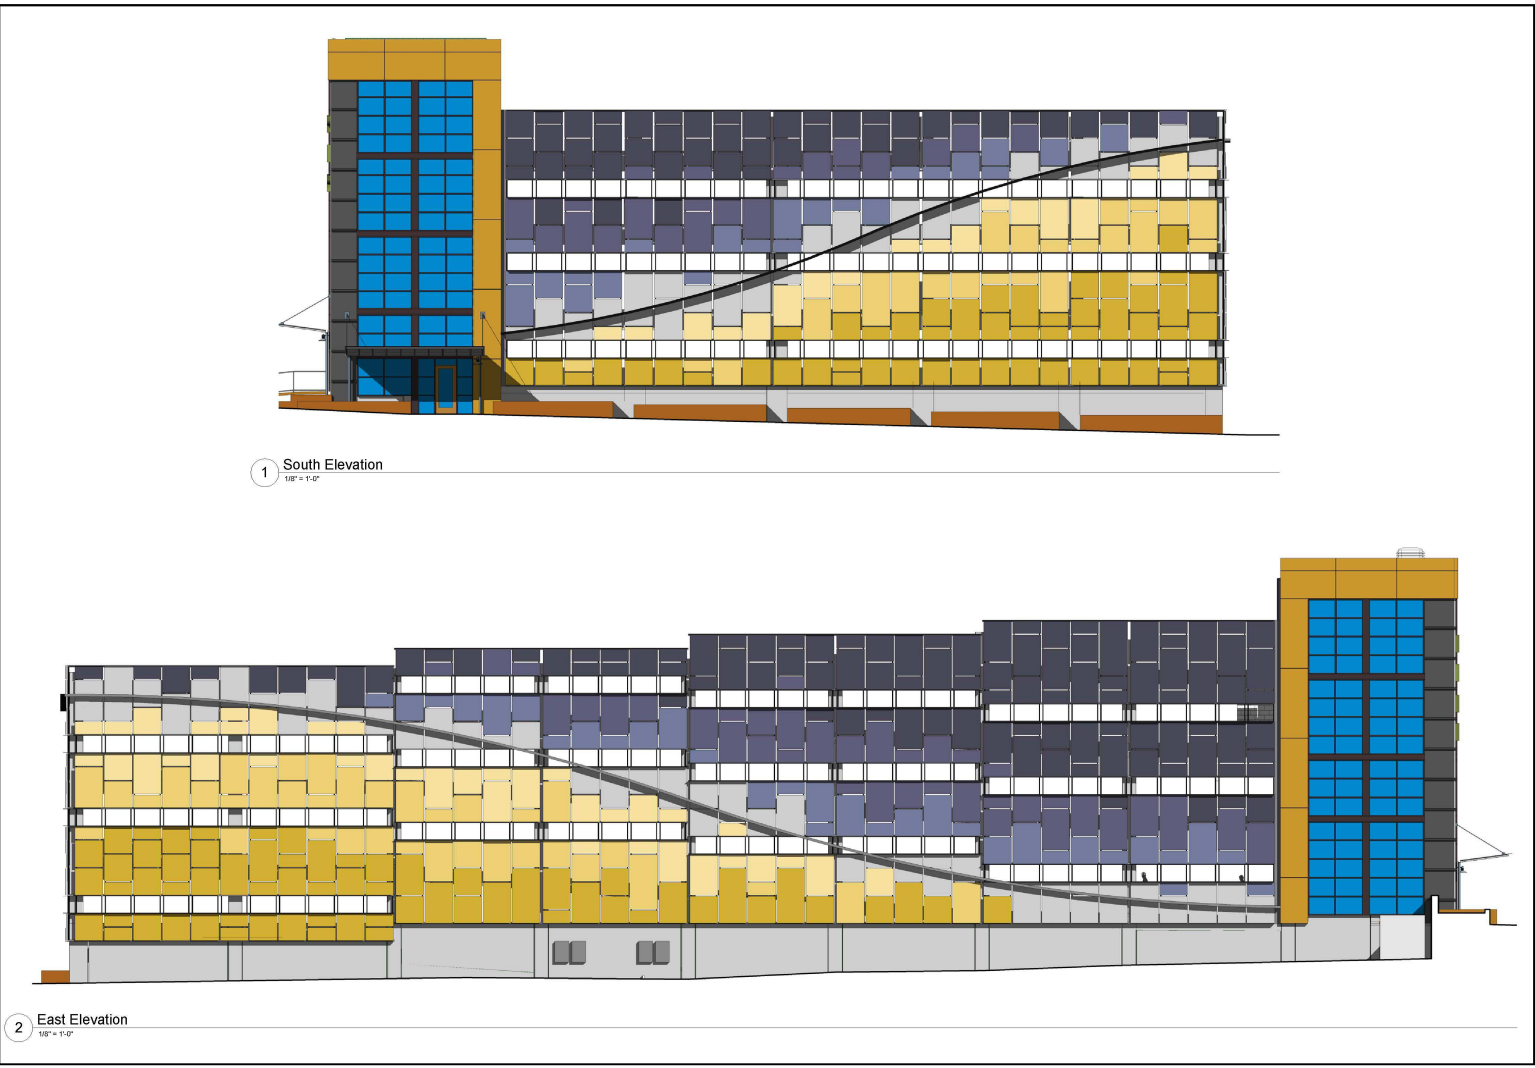 1 South Elevation
1/8" = 1'-0"
2 East Elevation
1/8" = 1'-0"